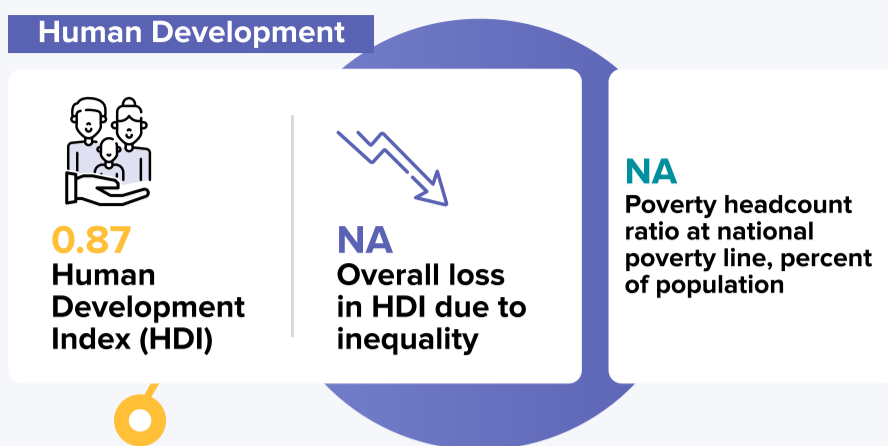 Human Development
0.87
Human
Development
Index (HDI)
NA
Overall loss
in HDI due to
inequality
NA
Poverty headcount
ratio at national
poverty line, percent
of population